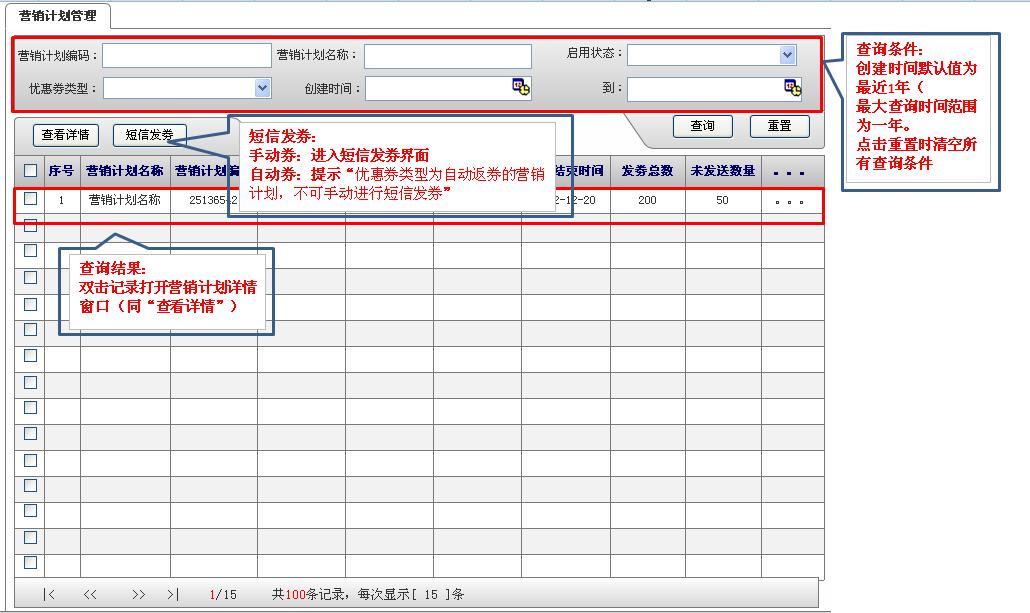 营销计划管理
营销计划编码：
营销计划名称：
启用状态：
优惠券类型：
创建时间：
到：
查询条件：
创建时间默认值为
最近1年（
最大查询时间范围
为一年。
点击重置时清空所
有查询条件
查看详情
短信发券
查询
重置
短信发券：
手动券：进入短信发券界面
自动券：提示“优惠券类型为自动返券的营销
计划，不可手动进行短信发券”
序号
营销计划名称
营销计划编
结束时间
发券总数
未发送数量
...
1
营销计划名称
25136542
2-12-20
200
50
...
查询结果：
双击记录打开营销计划详情
窗口（同“查看详情”）
|<
<<
>>
>|
1/15
共100条记录，每次显示[ 15 ]条